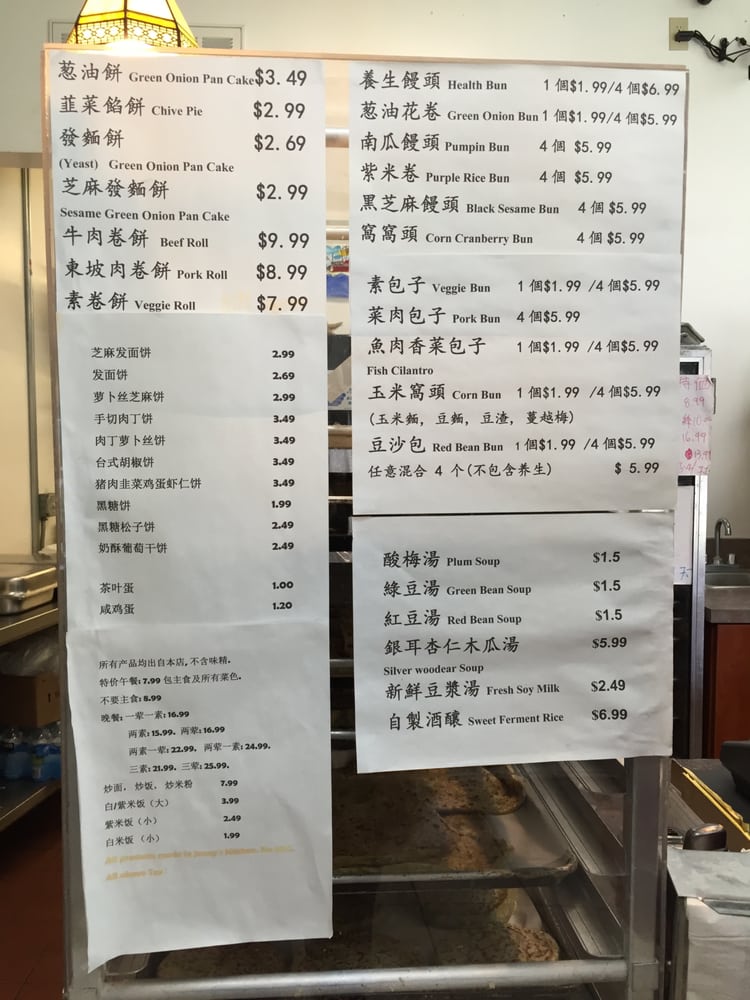 葱油餅 Green Onion Pan Cake $3.49
韭菜餡餅 Chive Pie $2.99
發麵餅 $2.69
(Yeast) Green Onion Pan Cake
芝麻發麵餅 $2.99
Sesame Green Onion Pan Cake
牛肉卷餅 Beef Roll $9.99
東坡肉卷餅 Pork Roll $8.99
素卷餅 Veggie Roll $7.99
芝麻发面饼 2.99
发面饼 2.69
萝卜丝芝麻饼 2.99
手切肉丁饼 3.49
肉丁萝卜丝饼 3.49
台式胡椒饼 3.49
猪肉韭菜鸡蛋虾仁饼 3.49
黑糖饼 1.99
黑糖松子饼 2.49
奶酥葡萄干饼 2.49
茶叶蛋 1.00
咸鸡蛋 1.20
所有产品均出自本店,不含味精.
特价午餐: 7.99 包主食及所有菜色.
不要主食: 8.99
晚餐: 一荤一素: 16.99
两素: 15.99. 两荤: 16.99
两素一荤: 22.99. 两荤一素: 24.99.
三素: 21.99. 三荤: 25.99.
炒面, 炒饭, 炒米粉 7.99
白/紫米饭 (大) 3.99
紫米饭 (小) 2.49
白米饭 (小) 1.99
All products made in
All above Tax
養生饅頭 Health Bun 1個$1.99/4個$6.99
葱油花卷 Green Onion Bun 1個$1.99/4個$5.99
南瓜饅頭 Pumpin Bun 4個 $5.99
紫米卷 Purple Rice Bun 4個 $5.99
黑芝麻饅頭 Black Sesame Bun 4個 $5.99
窩窩頭 Corn Cranberry Bun 4個 $5.99
素包子 Veggie Bun 1個$1.99 /4個$5.99
菜肉包子 Pork Bun 4個$5.99
魚肉香菜包子 1個$1.99 /4個$5.99
Fish Cilantro
玉米窩頭 Corn Bun 1個$1.99 /4個$5.99
(玉米麵, 豆麵, 豆渣, 蔓越梅)
豆沙包 Red Bean Bun 1個$1.99 /4個$5.99
任意混合 4 个(不包含养生) $ 5.99
酸梅湯 Plum Soup $1.5
綠豆湯 Green Bean Soup $1.5
紅豆湯 Red Bean Soup $1.5
銀耳杏仁木瓜湯 $5.99
Silver woodear Soup
新鮮豆漿湯 Fresh Soy Milk $2.49
自製酒釀 Sweet Ferment Rice $6.99
8.99
16.99